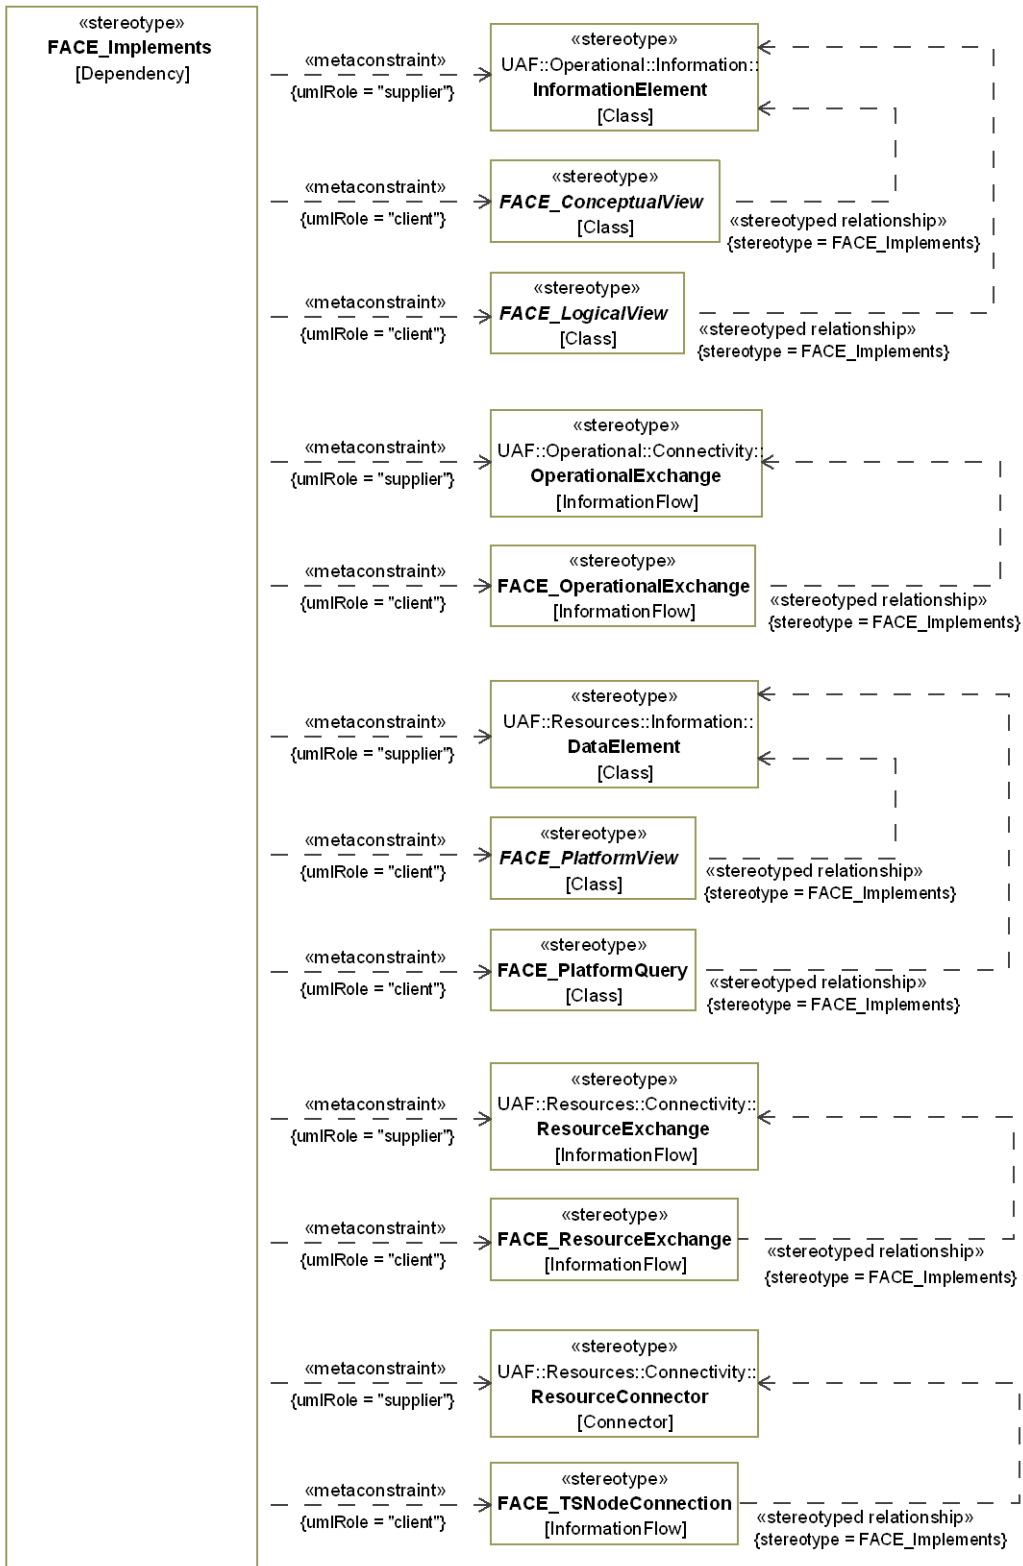 «stereotype»
FACE_Implements
[Dependency]
«metaconstraint»
{umlRole = "supplier"}
«stereotype»
UAF::Operational::Information::
InformationElement
[Class]
«metaconstraint»
{umlRole = "client"}
«stereotype»
FACE_ConceptualView
[Class]
«stereotyped relationship»
{stereotype = FACE_Implements}
«metaconstraint»
{umlRole = "client"}
«stereotype»
FACE_LogicalView
[Class]
«stereotyped relationship»
{stereotype = FACE_Implements}
«metaconstraint»
{umlRole = "supplier"}
«stereotype»
UAF::Operational::Connectivity::
OperationalExchange
[InformationFlow]
«metaconstraint»
{umlRole = "client"}
«stereotype»
FACE_OperationalExchange
[InformationFlow]
«stereotyped relationship»
{stereotype = FACE_Implements}
«metaconstraint»
{umlRole = "supplier"}
«stereotype»
UAF::Resources::Information::
DataElement
[Class]
«metaconstraint»
{umlRole = "client"}
«stereotype»
FACE_PlatformView
[Class]
«stereotyped relationship»
{stereotype = FACE_Implements}
«metaconstraint»
{umlRole = "client"}
«stereotype»
FACE_PlatformQuery
[Class]
«stereotyped relationship»
{stereotype = FACE_Implements}
«metaconstraint»
{umlRole = "supplier"}
«stereotype»
UAF::Resources::Connectivity::
ResourceExchange
[InformationFlow]
«metaconstraint»
{umlRole = "client"}
«stereotype»
FACE_ResourceExchange
[InformationFlow]
«stereotyped relationship»
{stereotype = FACE_Implements}
«metaconstraint»
{umlRole = "supplier"}
«stereotype»
UAF::Resources::Connectivity::
ResourceConnector
[Connector]
«metaconstraint»
{umlRole = "client"}
«stereotype»
FACE_TSNodeConnection
[InformationFlow]
«stereotyped relationship»
{stereotype = FACE_Implements}